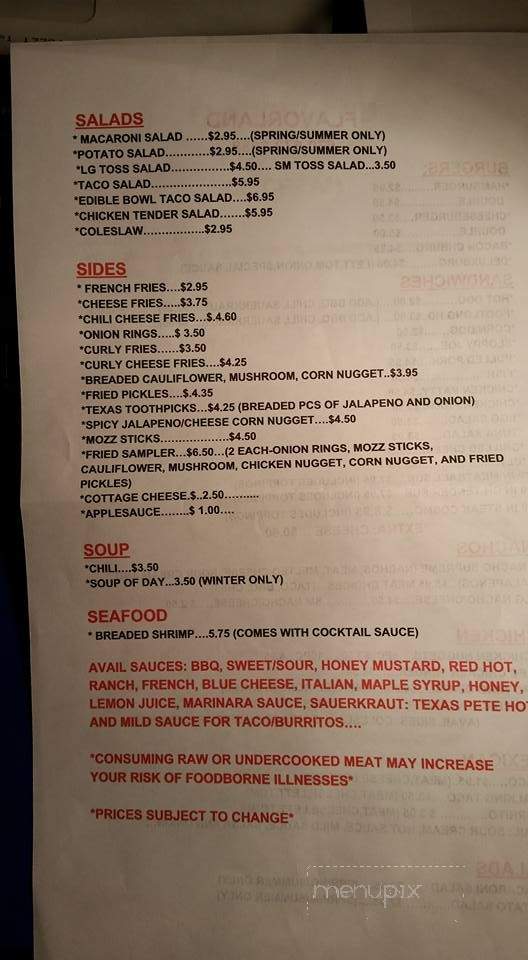 SALADS
* MACARONI SALAD ......$2.95....(SPRING/SUMMER ONLY)
*POTATO SALAD............$2.95....(SPRING/SUMMER ONLY)
*LG TOSS SALAD................$4.50.... SM TOSS SALAD...3.50
*TACO SALAD......................$5.95
*EDIBLE BOWL TACO SALAD....$6.95
*CHICKEN TENDER SALAD.......$5.95
*COLESLAW.................$2.95
SIDES
* FRENCH FRIES....$2.95
*CHEESE FRIES.....$3.75
*CHILI CHEESE FRIES...$.4.60
*ONION RINGS.....$ 3.50
*CURLY FRIES......$3.50
*CURLY CHEESE FRIES....$4.25
*BREADED CAULIFLOWER, MUSHROOM, CORN NUGGET..$3.95
*FRIED PICKLES....$.4.35
*TEXAS TOOTHPICKS...$4.25 (BREADED PCS OF JALAPENO AND ONION)
*SPICY JALAPENO/CHEESE CORN NUGGET....$4.50
*MOZZ STICKS...................$4.50
*FRIED SAMPLER...$6.50...(2 EACH-ONION RINGS, MOZZ STICKS,
CAULIFLOWER, MUSHROOM, CHICKEN NUGGET, CORN NUGGET, AND FRIED
PICKLES)
*COTTAGE CHEESE.$..2.50..........
*APPLESAUCE........$ 1.00....
SOUP
*CHILI....$3.50
*SOUP OF DAY...3.50 (WINTER ONLY)
SEAFOOD
* BREADED SHRIMP....5.75 (COMES WITH COCKTAIL SAUCE)
AVAIL SAUCES: BBQ, SWEET/SOUR, HONEY MUSTARD, RED HOT,
RANCH, FRENCH, BLUE CHEESE, ITALIAN, MAPLE SYRUP, HONEY,
LEMON JUICE, MARINARA SAUCE, SAUERKRAUT: TEXAS PETE HOT
AND MILD SAUCE FOR TACO/BURRITOS....
*CONSUMING RAW OR UNDERCOOKED MEAT MAY INCREASE
YOUR RISK OF FOODBORNE ILLNESSES*
*PRICES SUBJECT TO CHANGE*
menupix